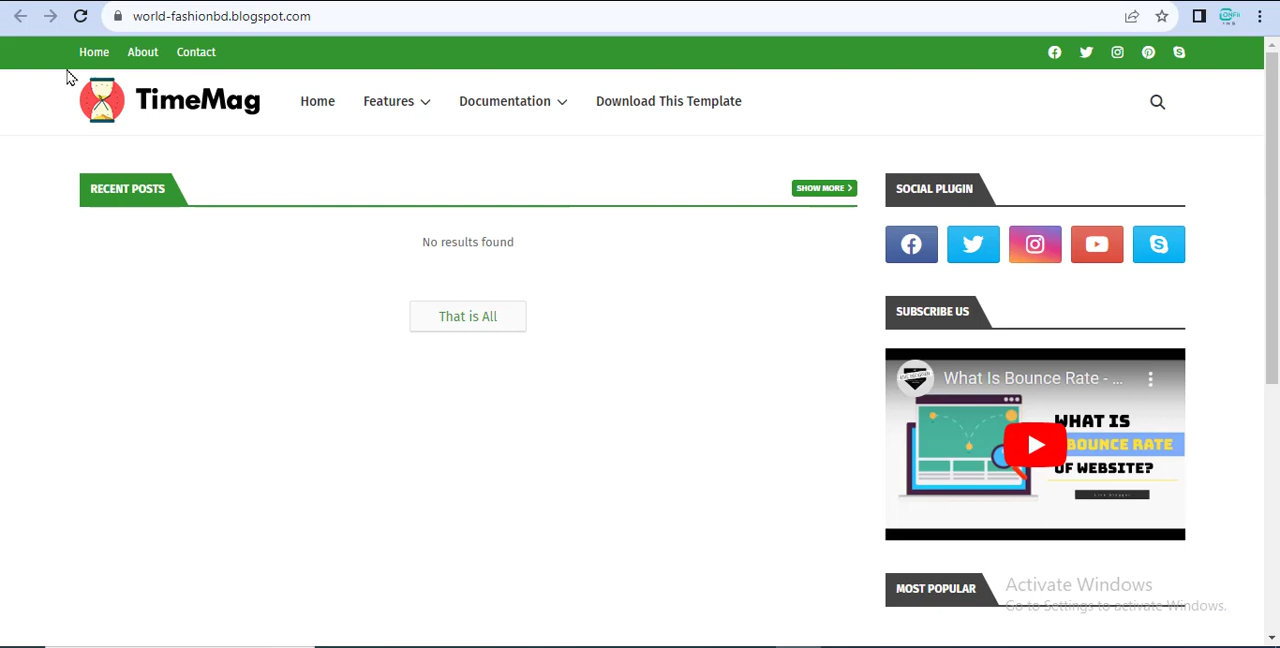 world-fashionbd.blogspot.com
Home About Contact
TimeMag Home Features Documentation Download This Template
RECENT POSTS SHOW MORE
No results found
That is All
SOCIAL PLUGIN
SUBSCRIBE US
What Is Bounce Rate - ...
WHAT IS
BOUNCE RATE
OF WEBSITE?
MOST POPULAR
Activate Windows
Go to Settings to activate Windows.